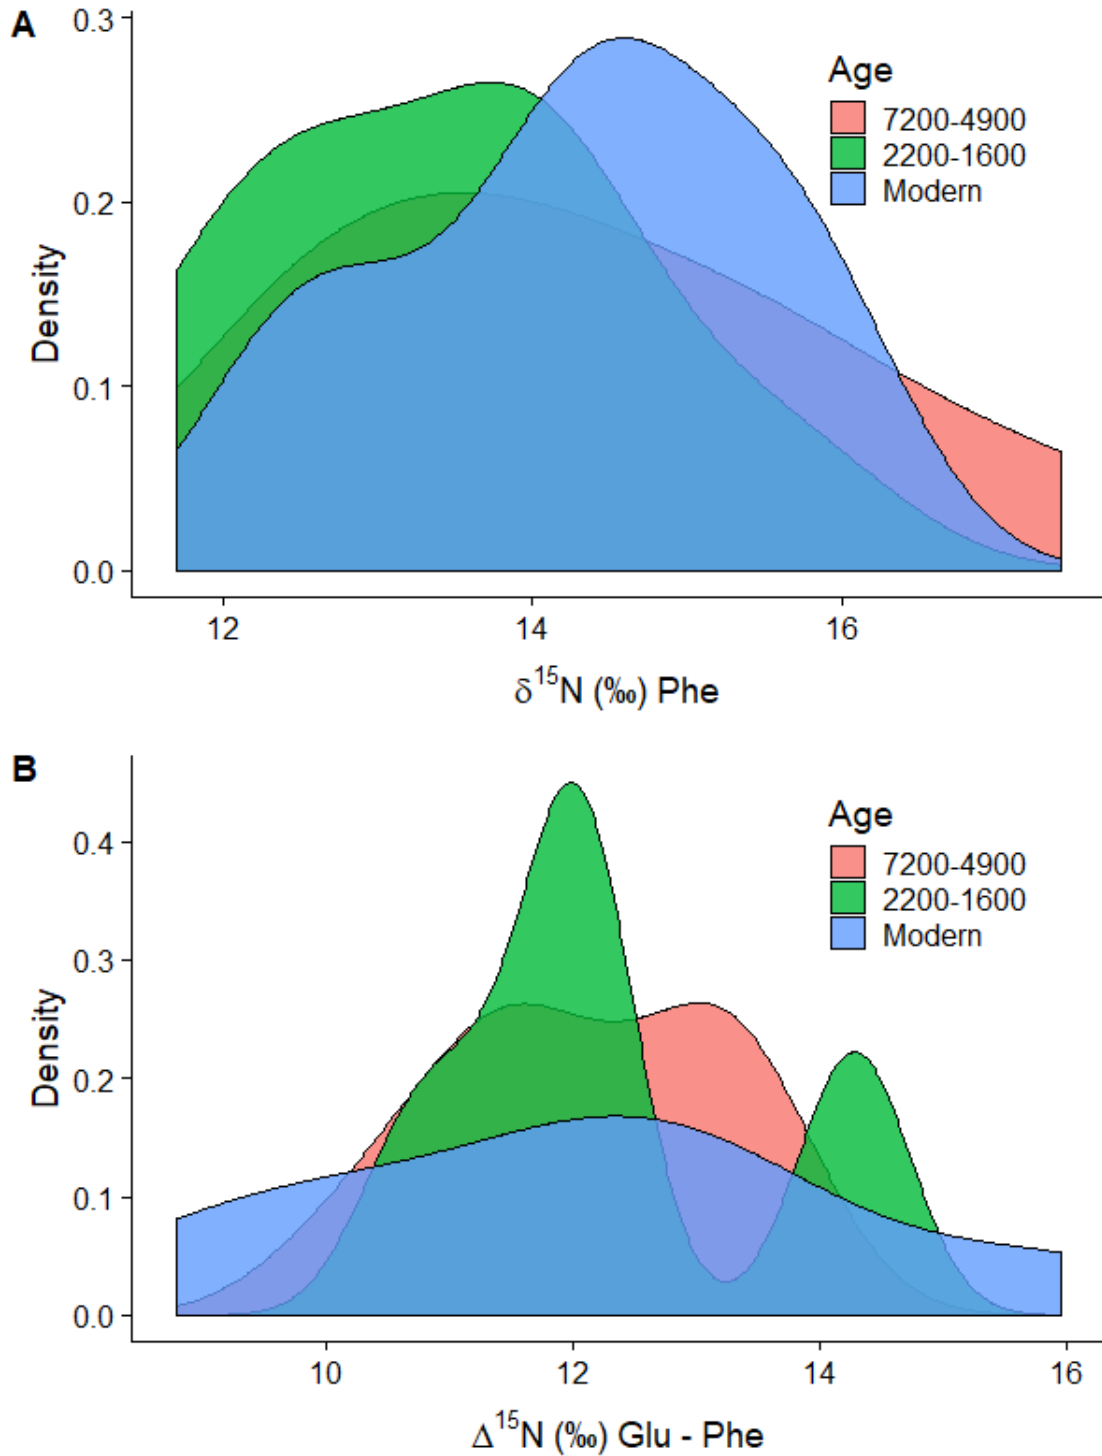 A
0.3
0.2
0.1
0.0
Density
Age
7200-4900
2200-1600
Modern
12 14 16
δ¹⁵N (‰) Phe
B
0.4
0.3
0.2
0.1
0.0
Density
Age
7200-4900
2200-1600
Modern
10 12 14 16
Δ¹⁵N (‰) Glu - Phe